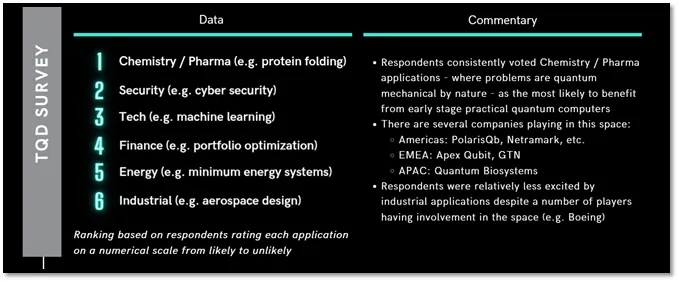 TQD SURVEY
Data
1 Chemistry / Pharma (e.g. protein folding)
2 Security (e.g. cyber security)
3 Tech (e.g. machine learning)
4 Finance (e.g. portfolio optimization)
5 Energy (e.g. minimum energy systems)
6 Industrial (e.g. aerospace design)
Ranking based on respondents rating each application
on a numerical scale from likely to unlikely
Commentary
• Respondents consistently voted Chemistry / Pharma
applications - where problems are quantum
mechanical by nature - as the most likely to benefit
from early stage practical quantum computers
• There are several companies playing in this space:
◦ Americas: PolarisQb, Netramark, etc.
◦ EMEA: Apex Qubit, GTN
◦ APAC: Quantum Biosystems
• Respondents were relatively less excited by
industrial applications despite a number of players
having involvement in the space (e.g. Boeing)